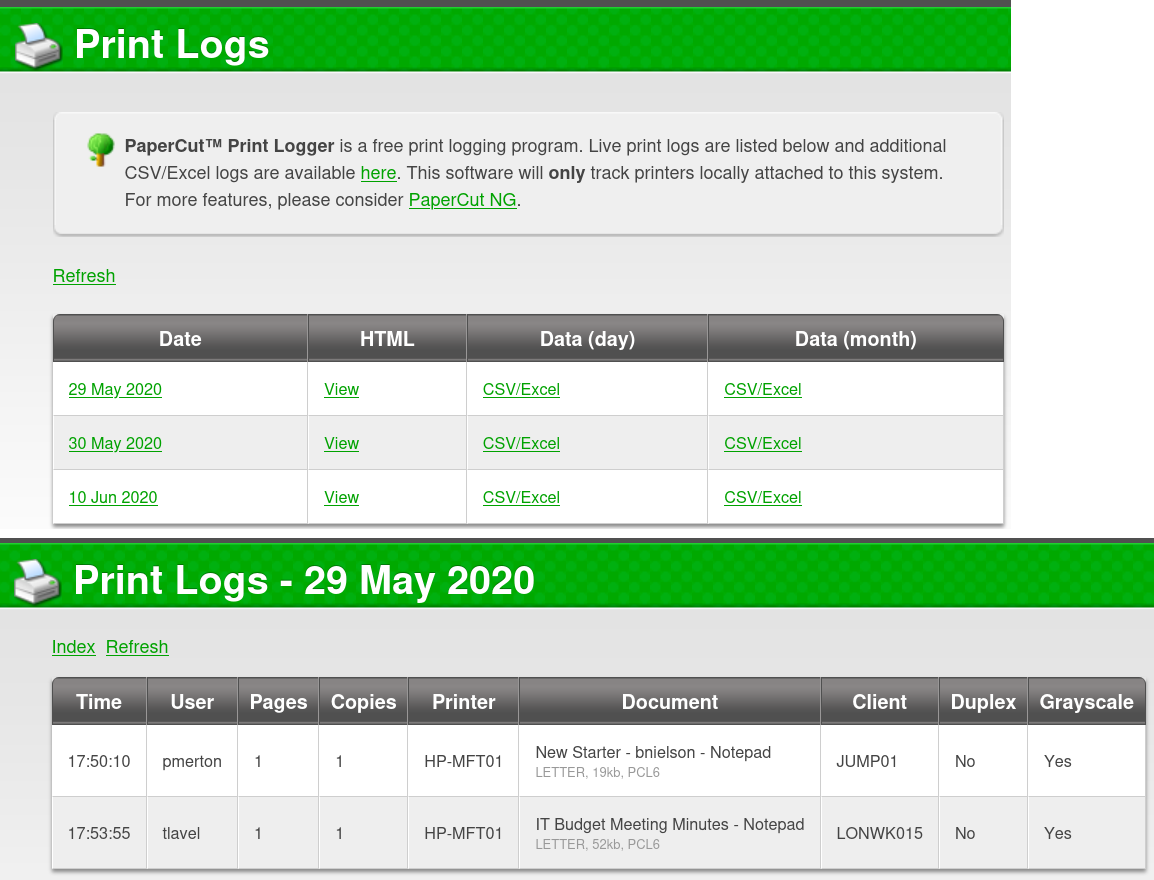 Print Logs
PaperCut™ Print Logger is a free print logging program. Live print logs are listed below and additional
CSV/Excel logs are available here. This software will only track printers locally attached to this system.
For more features, please consider PaperCut NG.
Refresh
Date HTML Data (day) Data (month)
29 May 2020 View CSV/Excel CSV/Excel
30 May 2020 View CSV/Excel CSV/Excel
10 Jun 2020 View CSV/Excel CSV/Excel
Print Logs - 29 May 2020
Index Refresh
Time User Pages Copies Printer Document Client Duplex Grayscale
17:50:10 pmerton 1 1 HP-MFT01 New Starter - bnielson - Notepad JUMP01 No Yes
LETTER, 19kb, PCL6
17:53:55 tlavel 1 1 HP-MFT01 IT Budget Meeting Minutes - Notepad LONWK015 No Yes
LETTER, 52kb, PCL6